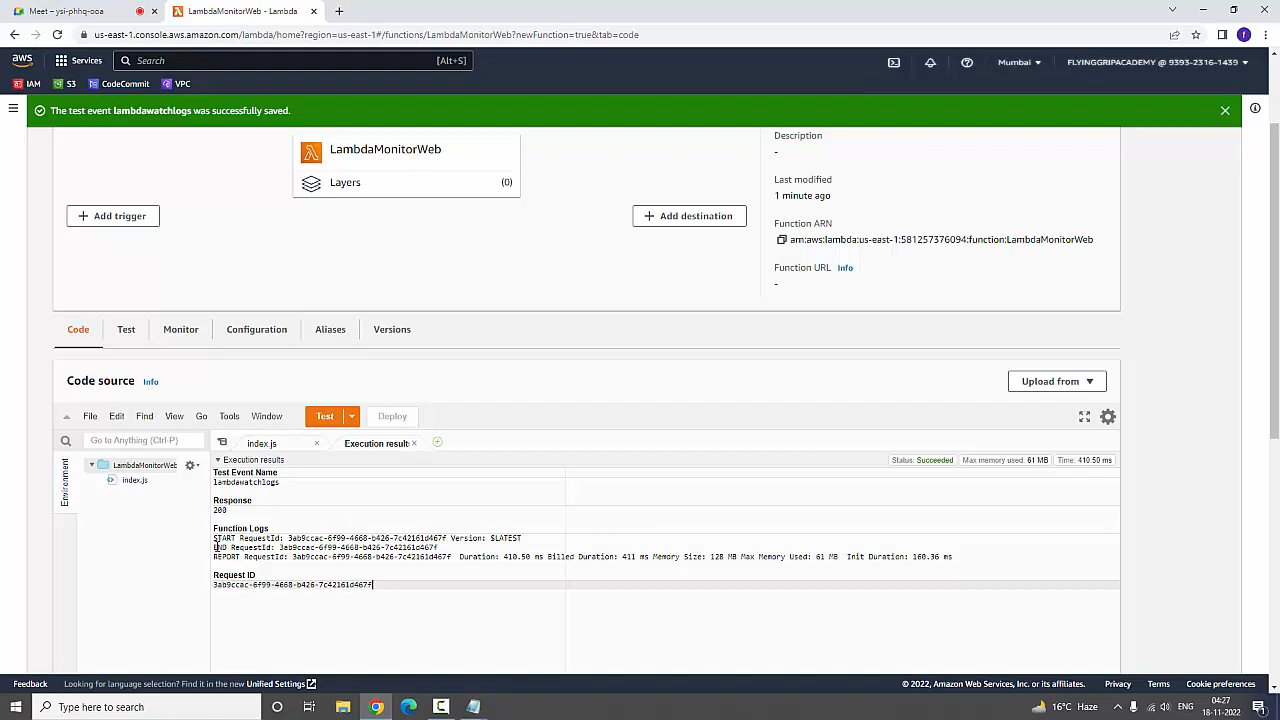 Meet – ysi-phhq-ooa
LambdaMonitorWeb - Lambda
us-east-1.console.aws.amazon.com/lambda/home?region=us-east-1#/functions/LambdaMonitorWeb?newFunction=true&tab=code
aws
Services
Search
[Alt+S]
Mumbai
FLYINGGRIPACADEMY @ 9393-2316-1439
IAM
S3
CodeCommit
VPC
The test event lambdawatchlogs was successfully saved.
LambdaMonitorWeb
Layers
(0)
Add trigger
Add destination
Description
-
Last modified
1 minute ago
Function ARN
arn:aws:lambda:us-east-1:581257376094:function:LambdaMonitorWeb
Function URL Info
-
Code
Test
Monitor
Configuration
Aliases
Versions
Code source Info
Upload from
File
Edit
Find
View
Go
Tools
Window
Test
Deploy
Go to Anything (Ctrl-P)
index.js
Execution result
Environment
LambdaMonitorWeb
index.js
Execution results
Status: Succeeded
Max memory used: 61 MB
Time: 410.50 ms
Test Event Name
lambdawatchlogs
Response
200
Function Logs
START RequestId: 3ab9ccac-6f99-4668-b426-7c42161d467f Version: $LATEST
END RequestId: 3ab9ccac-6f99-4668-b426-7c42161d467f
REPORT RequestId: 3ab9ccac-6f99-4668-b426-7c42161d467f Duration: 410.50 ms Billed Duration: 411 ms Memory Size: 128 MB Max Memory Used: 61 MB Init Duration: 160.36 ms
Request ID
3ab9ccac-6f99-4668-b426-7c42161d467f
Feedback
Looking for language selection? Find it in the new Unified Settings
© 2022, Amazon Web Services, Inc. or its affiliates.
Privacy
Terms
Cookie preferences
Type here to search
16°C Haze
ENG
04:27
18-11-2022